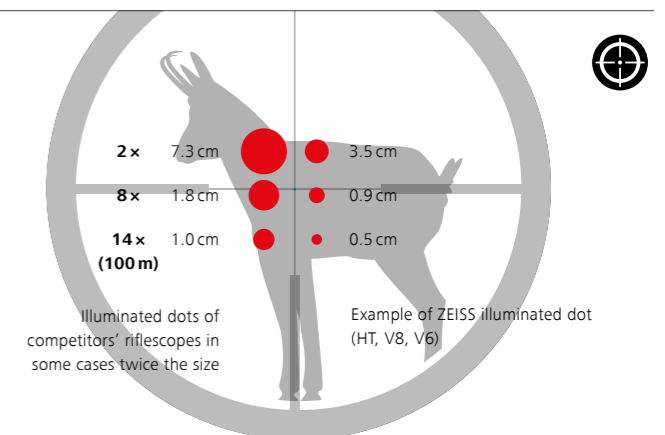 2× 7.3 cm 3.5 cm
8× 1.8 cm 0.9 cm
14× 1.0 cm 0.5 cm
(100 m)
Illuminated dots of
competitors’ riflescopes in
some cases twice the size
Example of ZEISS illuminated dot
(HT, V8, V6)